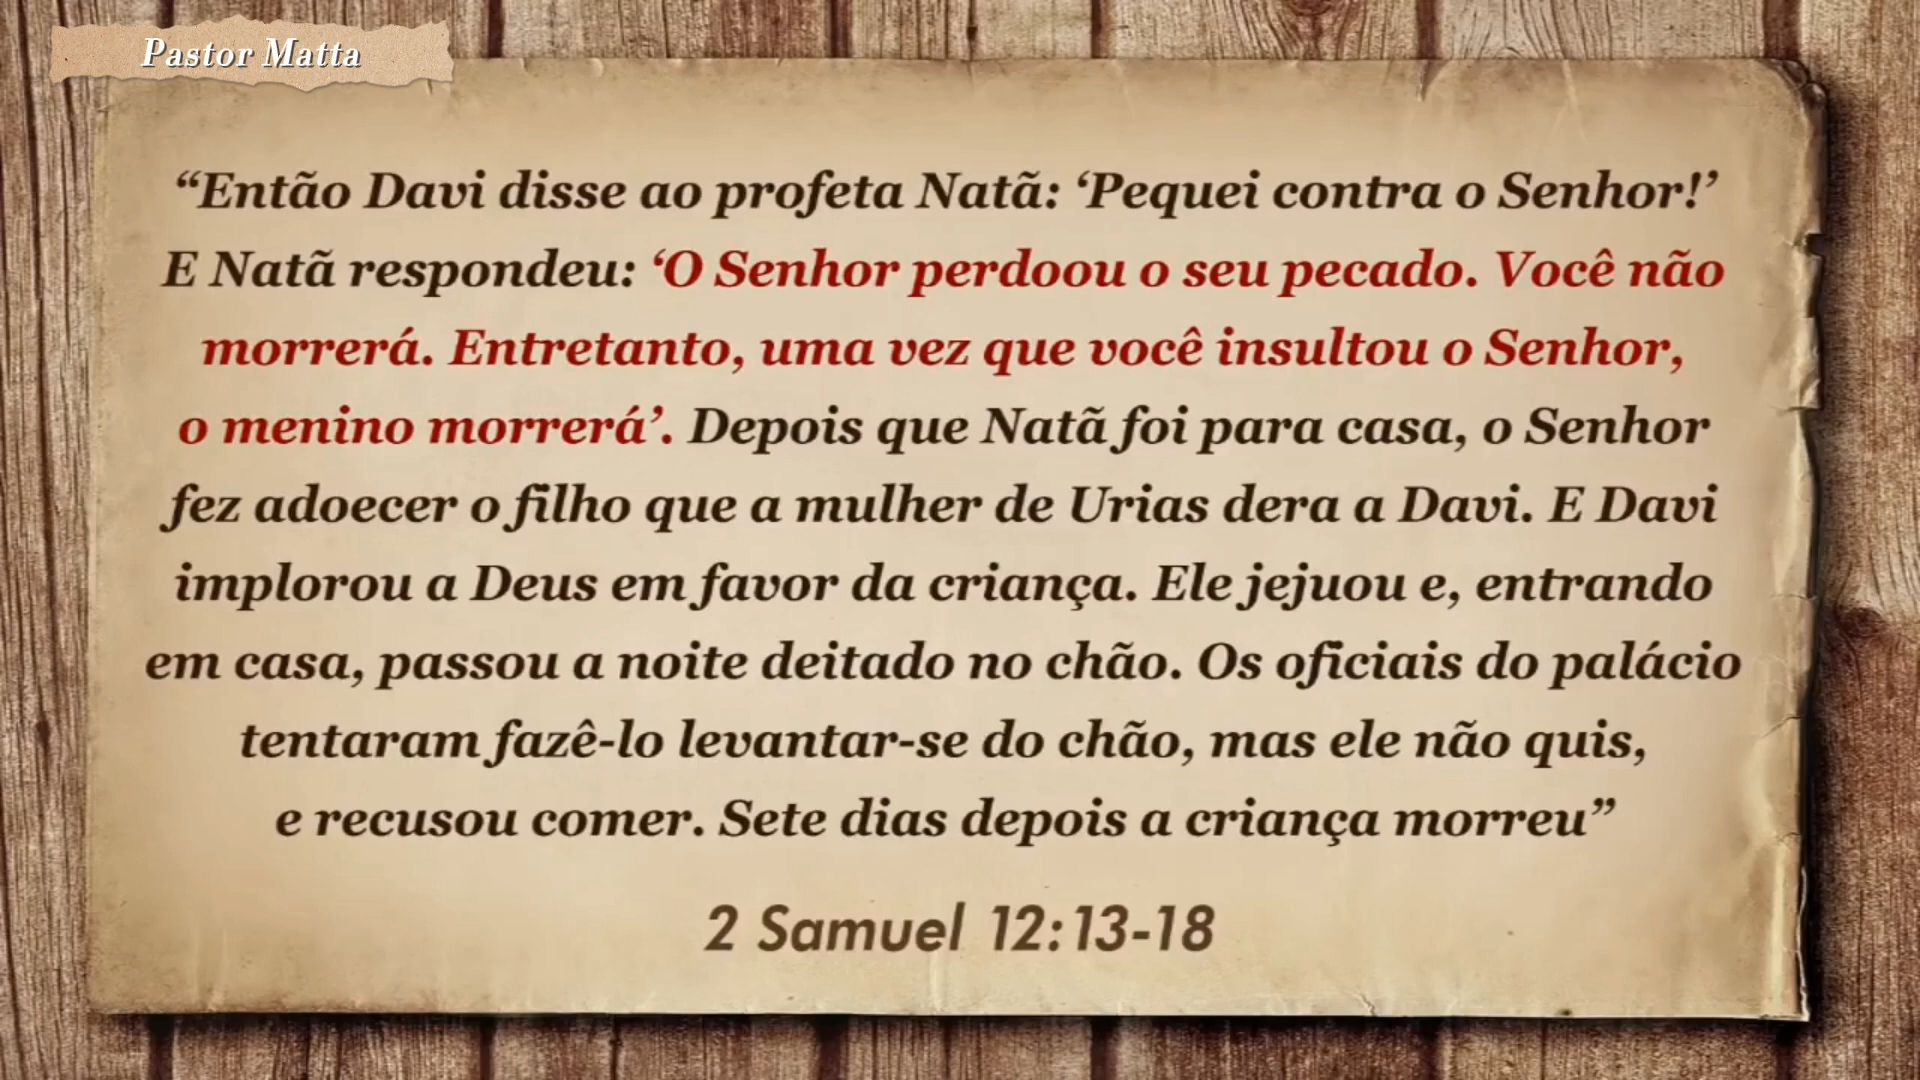 Pastor Matta
“Então Davi disse ao profeta Natã: ‘Pequei contra o Senhor!’
E Natã respondeu: ‘O Senhor perdoou o seu pecado. Você não
morrerá. Entretanto, uma vez que você insultou o Senhor,
o menino morrerá’. Depois que Natã foi para casa, o Senhor
fez adoecer o filho que a mulher de Urias dera a Davi. E Davi
implorou a Deus em favor da criança. Ele jejuou e, entrando
em casa, passou a noite deitado no chão. Os oficiais do palácio
tentaram fazê-lo levantar-se do chão, mas ele não quis,
e recusou comer. Sete dias depois a criança morreu”
2 Samuel 12:13-18